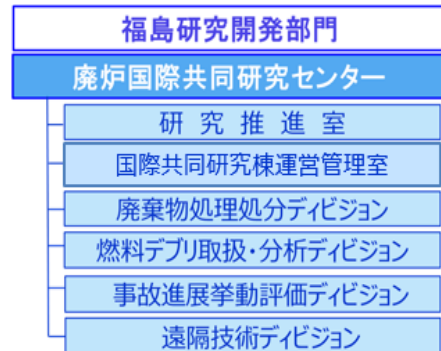 福島研究開発部門
廃炉国際共同研究センター
研究推進室
国際共同研究棟運営管理室
廃棄物処理処分ディビジョン
燃料デブリ取扱・分析ディビジョン
事故進展挙動評価ディビジョン
遠隔技術ディビジョン